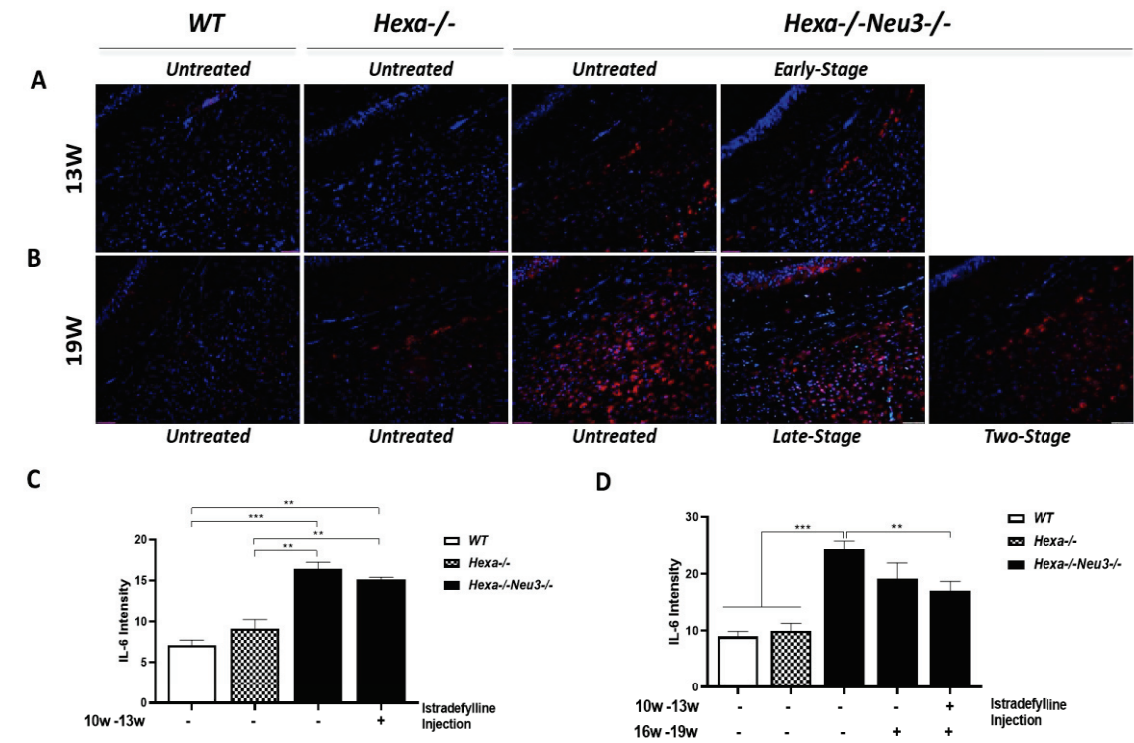 WT Hexa-/- Hexa-/-Neu3-/-
Untreated Untreated Untreated Early-Stage
A
13W
B
19W
Untreated Untreated Untreated Late-Stage Two-Stage
C
** 
***
**
**
20
15
10
5
0
IL-6 Intensity
WT
Hexa-/-
Hexa-/-Neu3-/-
10w -13w - - - + Istradefylline
Injection
D
*** **
30
20
10
0
IL-6 Intensity
WT
Hexa-/-
Hexa-/-Neu3-/-
10w -13w - - - - + Istradefylline
Injection
16w -19w - - - + +